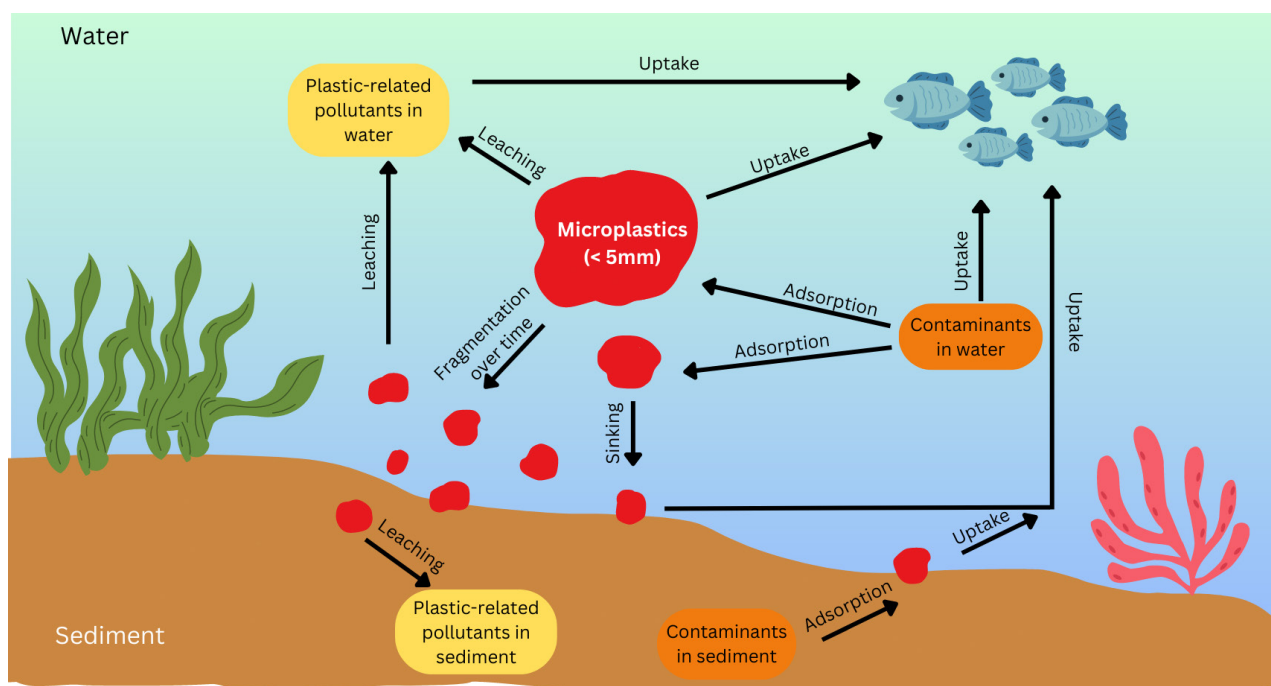 Water
Uptake
Plastic-related
pollutants in
water
Leaching
Uptake
Microplastics
(< 5mm)
Leaching
Uptake
Uptake
Adsorption
Contaminants
in water
Adsorption
Fragmentation
over time
Sinking
Leaching
Uptake
Plastic-related
pollutants in
sediment
Adsorption
Contaminants
in sediment
Sediment